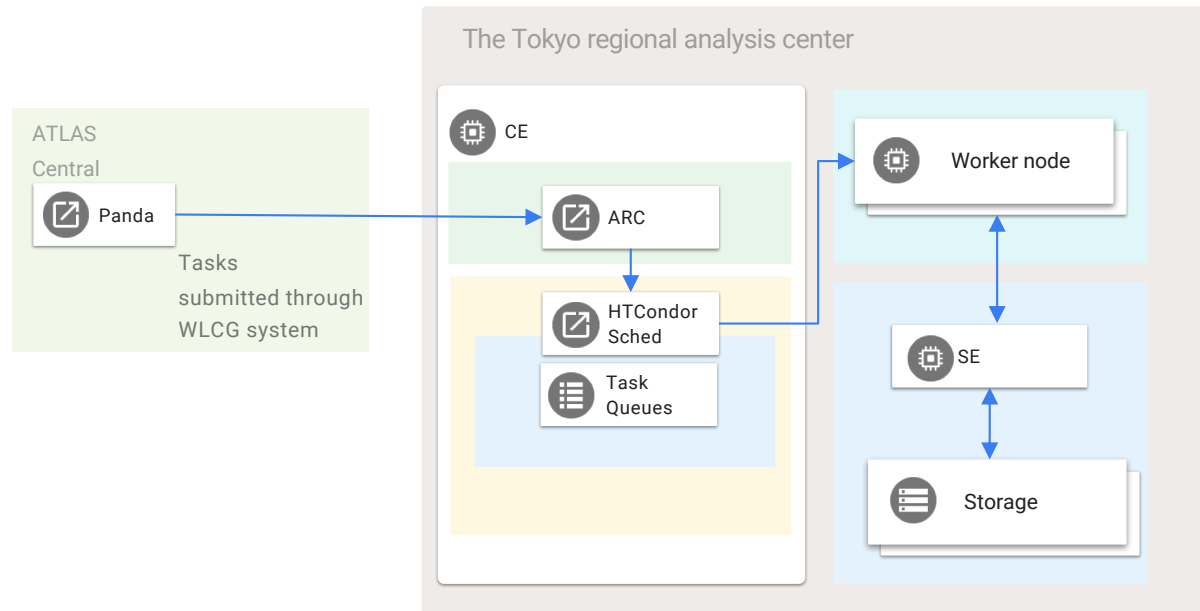 The Tokyo regional analysis center
ATLAS
Central
Panda
Tasks
submitted through
WLCG system
CE
ARC
HTCondor
Sched
Task
Queues
Worker node
SE
Storage